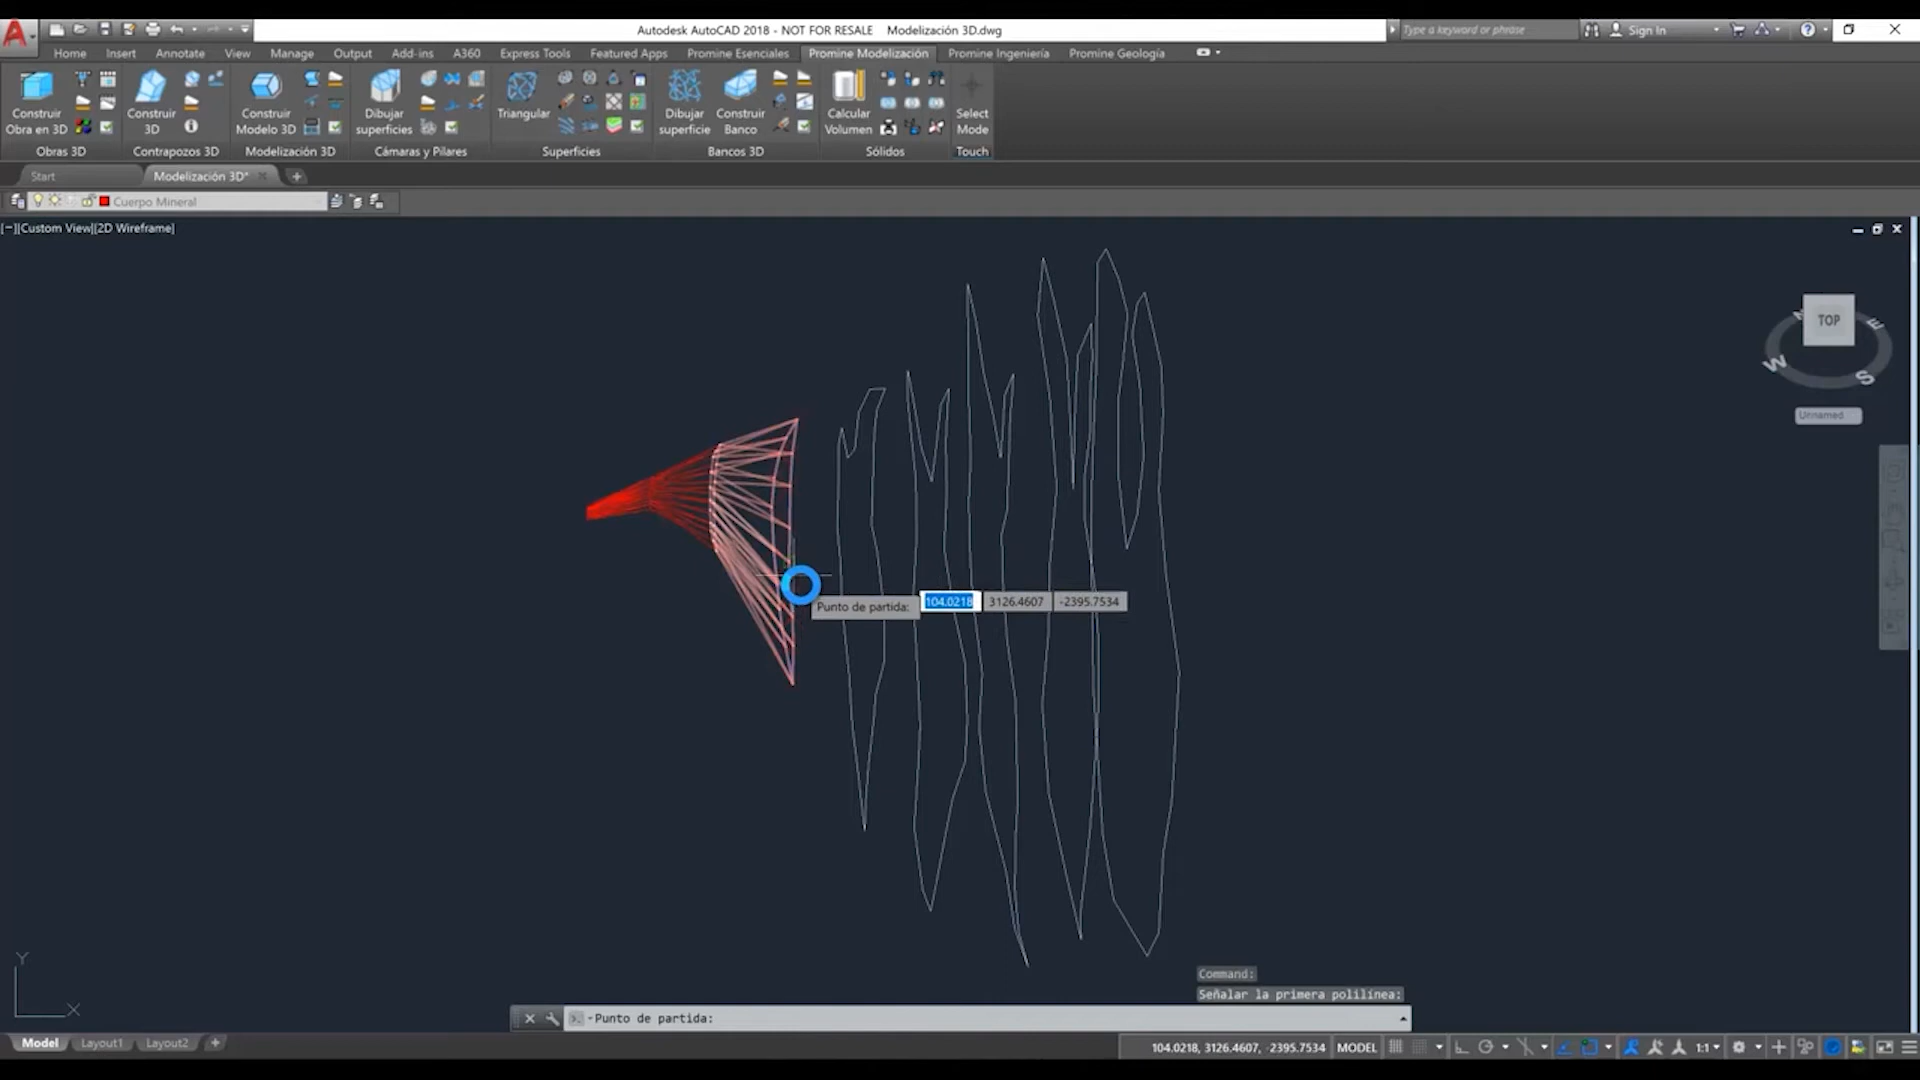 Autodesk AutoCAD 2018 - NOT FOR RESALE Modelización 3D.dwg
Type a keyword or phrase
Sign In
Home Insert Annotate View Manage Output Add-ins A360 Express Tools Featured Apps Promine Esenciales Promine Modelización Promine Ingeniería Promine Geología
Construir
Obra en 3D
Construir
3D
Construir
Modelo 3D
Dibujar
superficies
Triangular
Dibujar
superficie
Construir
Banco
Calcular
Volumen
Select
Mode
Obras 3D Contrapozos 3D Modelización 3D Cámaras y Pilares Superficies Bancos 3D Sólidos Touch
Start Modelización 3D*
Cuerpo Mineral
[−][Custom View][2D Wireframe]
TOP
E
W
S
Unnamed
Punto de partida: 104.0218 3126.4607 -2395.7534
Y
X
Command:
Señalar la primera polilínea:
Punto de partida:
Model Layout1 Layout2
104.0218, 3126.4607, -2395.7534 MODEL 1:1